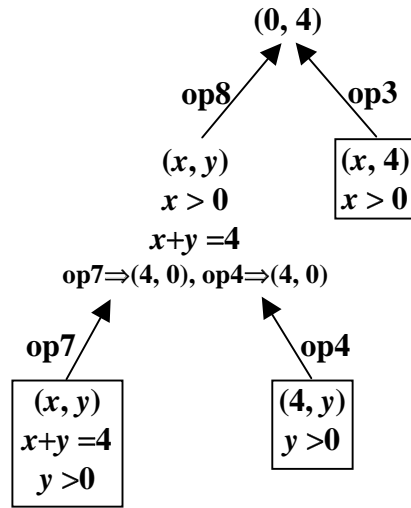 (0, 4)
op8
op3
(x, y)
x > 0
x+y =4
op7⇒(4, 0), op4⇒(4, 0)
(x, 4)
x > 0
op7
op4
(x, y)
x+y =4
y >0
(4, y)
y >0